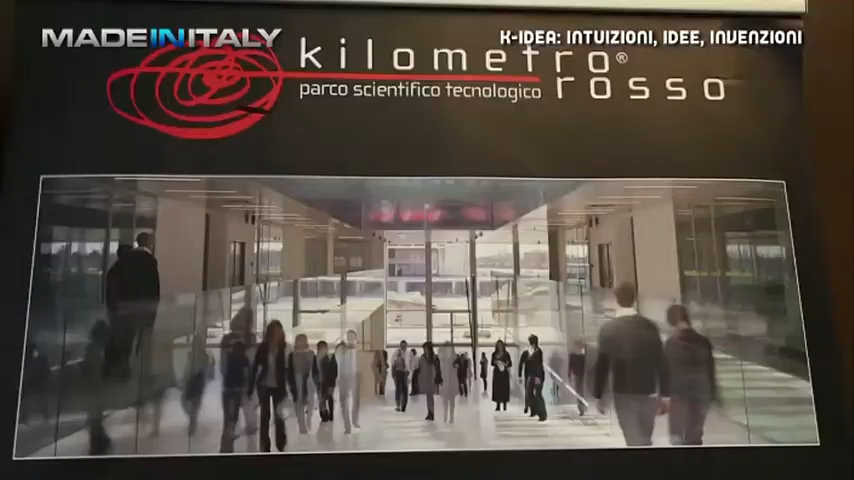 MADEINITALY
K-IDEA: INTUIZIONI, IDEE, INVENZIONI
kilometro®
rosso
parco scientifico tecnologico